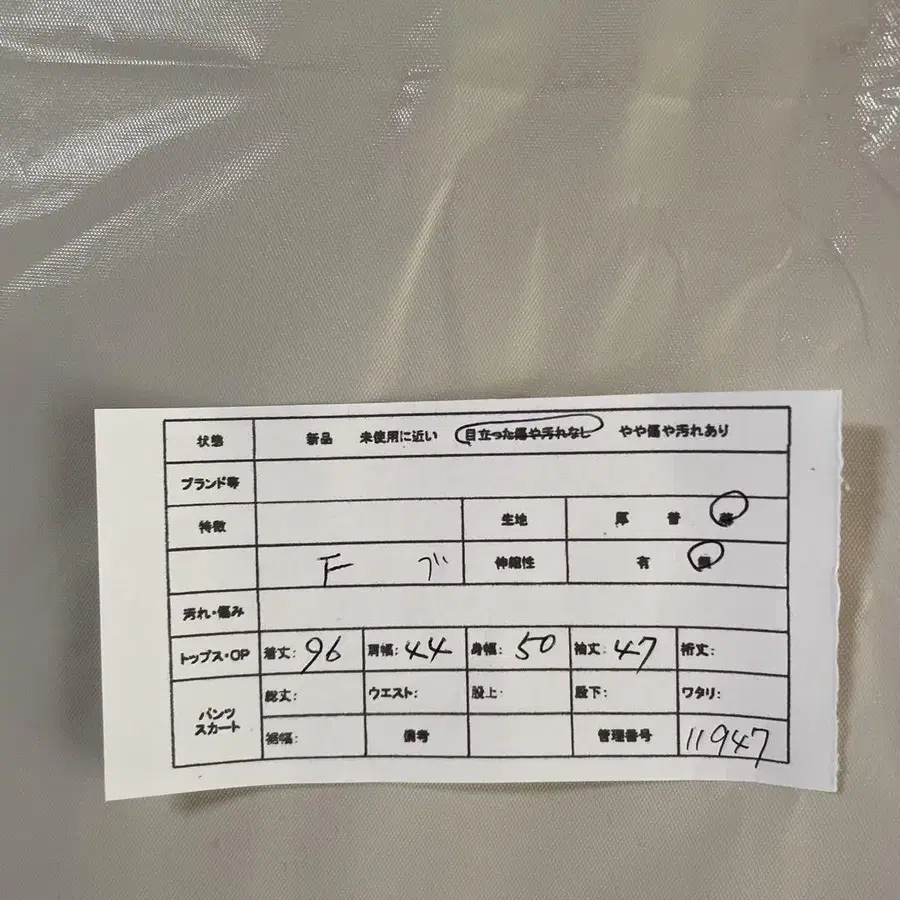 状態 新品 未使用に近い 目立った傷や汚れなし やや傷や汚れあり
ブランド等
特徴 生地 厚 普 薄
F ブ 伸縮性 有 無
汚れ・傷み
トップス・OP 着丈: 96 肩幅: 44 身幅: 50 袖丈: 47 裄丈:
パンツ スカート 総丈: ウエスト: 股上: 股下: ワタリ:
裾幅: 備考 管理番号 11947